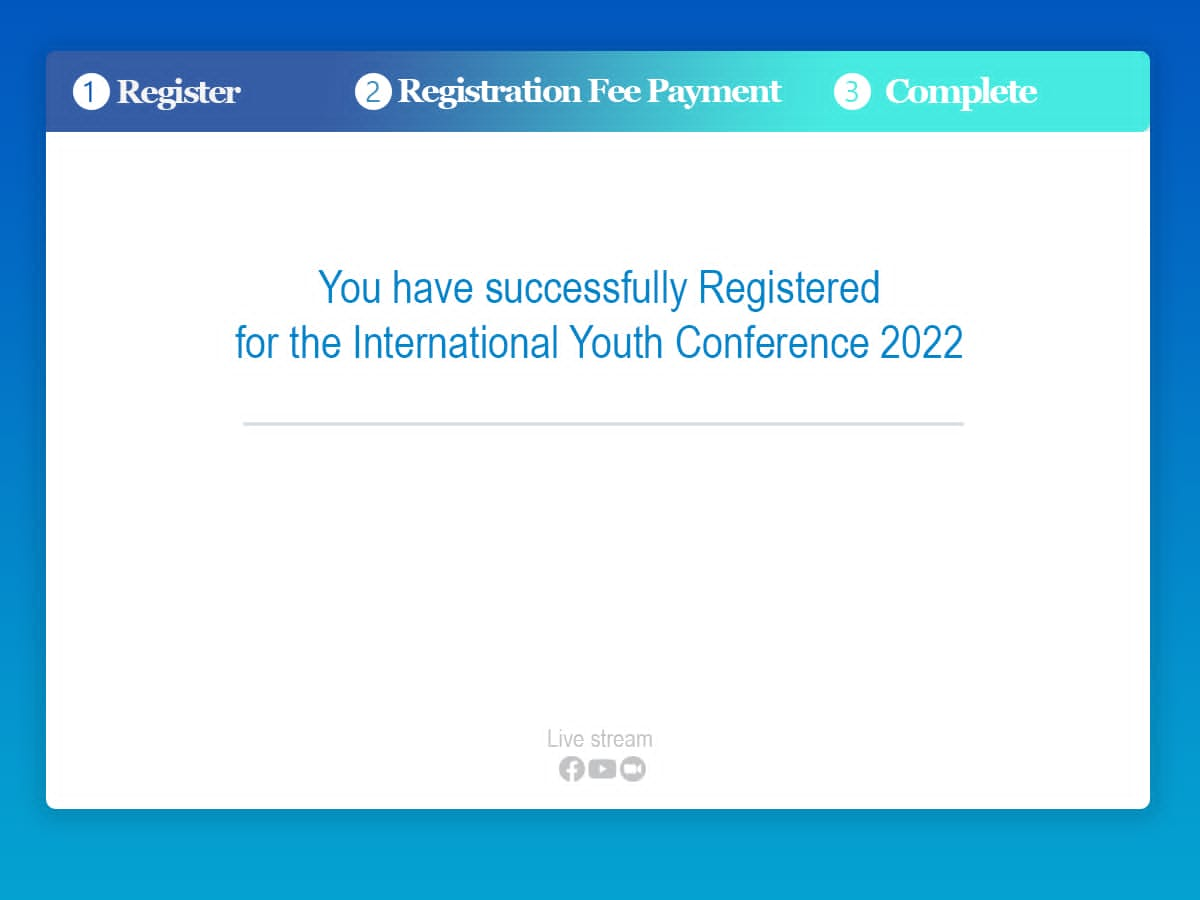 1 Register 2 Registration Fee Payment 3 Complete
You have successfully Registered
for the International Youth Conference 2022
Live stream